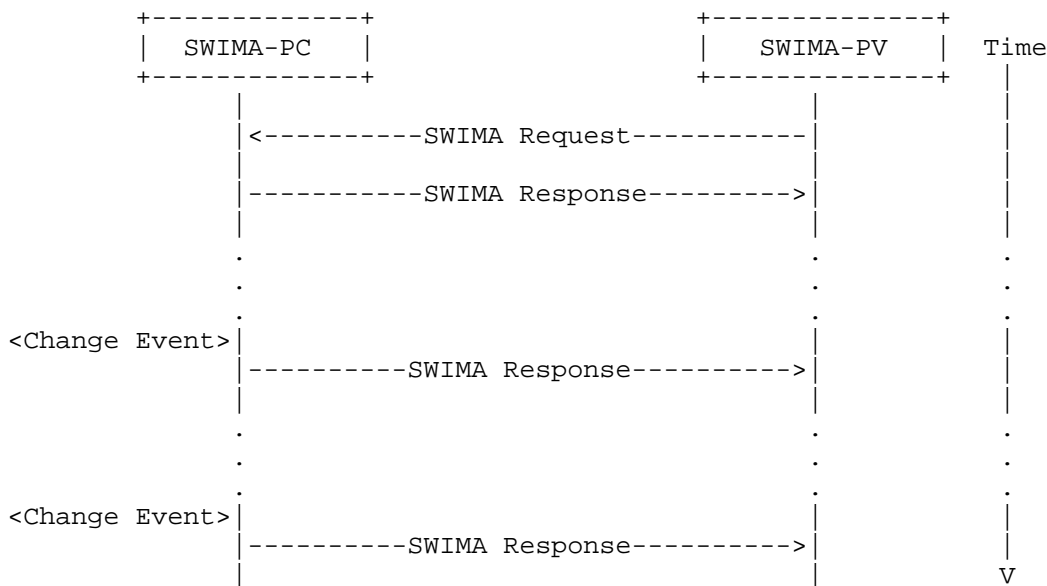 SWIMA-PC SWIMA-PV Time
<----------SWIMA Request-----------
-----------SWIMA Response--------->
<Change Event>
----------SWIMA Response---------->
<Change Event>
----------SWIMA Response---------->
V